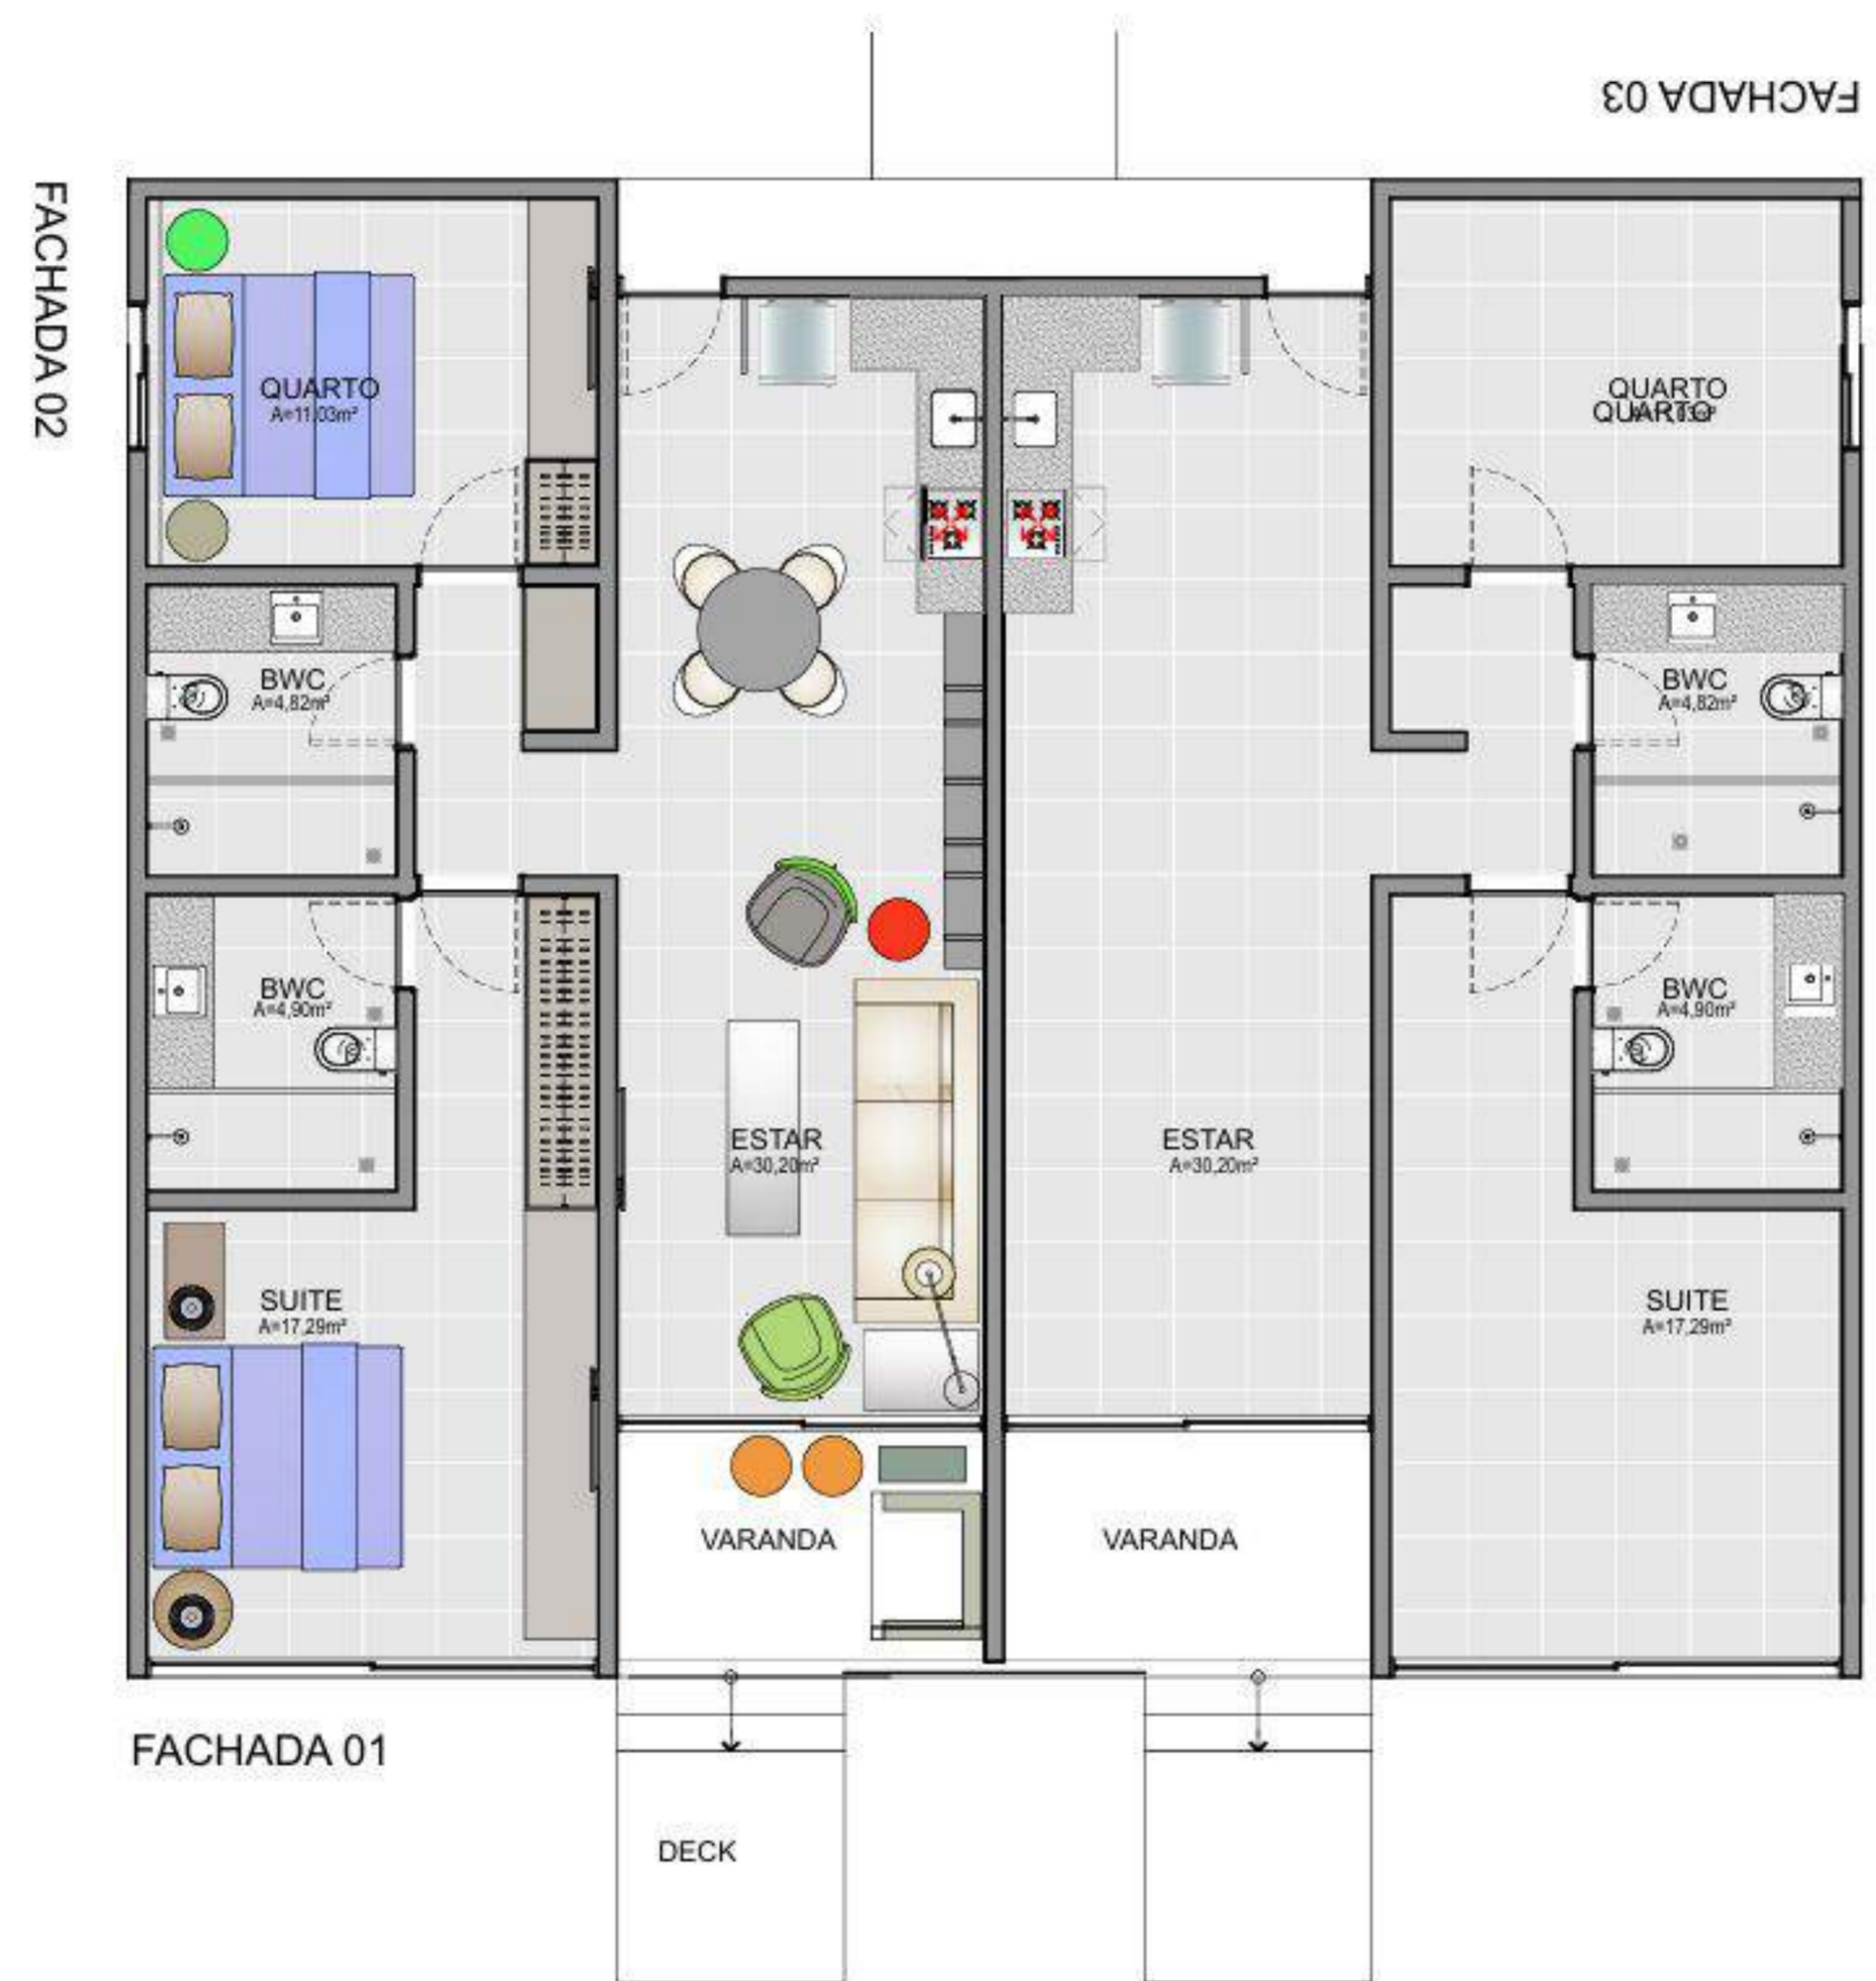 FACHADA 03
FACHADA 02
QUARTO
A=11,03m²
QUARTO
QUARTO
BWC
A=4,82m²
BWC
A=4,82m²
BWC
A=4,90m²
BWC
A=4,90m²
ESTAR
A=30,20m²
ESTAR
A=30,20m²
SUITE
A=17,29m²
SUITE
A=17,29m²
VARANDA
VARANDA
FACHADA 01
DECK